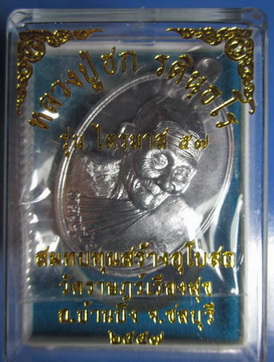 หลวงปู่ฮก รตินฺธโร
รุ่น ไตรมาส ๕๗
สมทบทุนสร้างอุโบสถ
วัดราษฎร์เรืองสุข
อ.บ้านบึง จ.ชลบุรี
๒๕๕๗